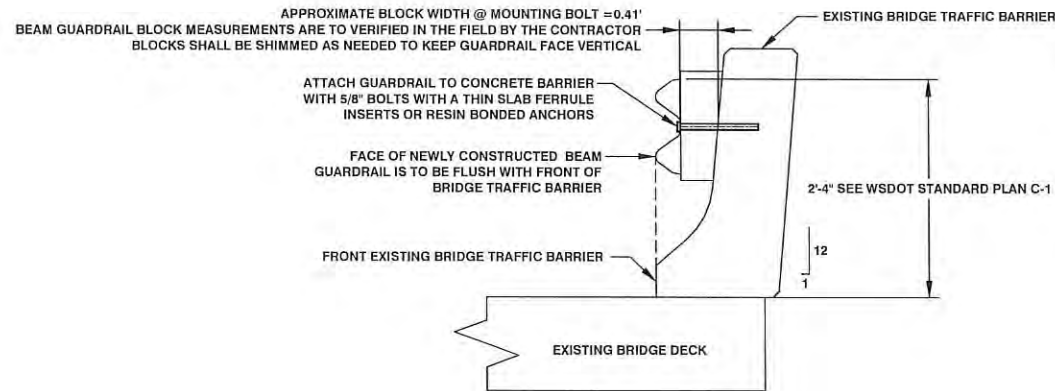 APPROXIMATE BLOCK WIDTH @ MOUNTING BOLT =0.41'
BEAM GUARDRAIL BLOCK MEASUREMENTS ARE TO VERIFIED IN THE FIELD BY THE CONTRACTOR
BLOCKS SHALL BE SHIMMED AS NEEDED TO KEEP GUARDRAIL FACE VERTICAL
EXISTING BRIDGE TRAFFIC BARRIER
ATTACH GUARDRAIL TO CONCRETE BARRIER
WITH 5/8" BOLTS WITH A THIN SLAB FERRULE
INSERTS OR RESIN BONDED ANCHORS
FACE OF NEWLY CONSTRUCTED BEAM
GUARDRAIL IS TO BE FLUSH WITH FRONT OF
BRIDGE TRAFFIC BARRIER
2'-4" SEE WSDOT STANDARD PLAN C-1
FRONT EXISTING BRIDGE TRAFFIC BARRIER
12
1
EXISTING BRIDGE DECK